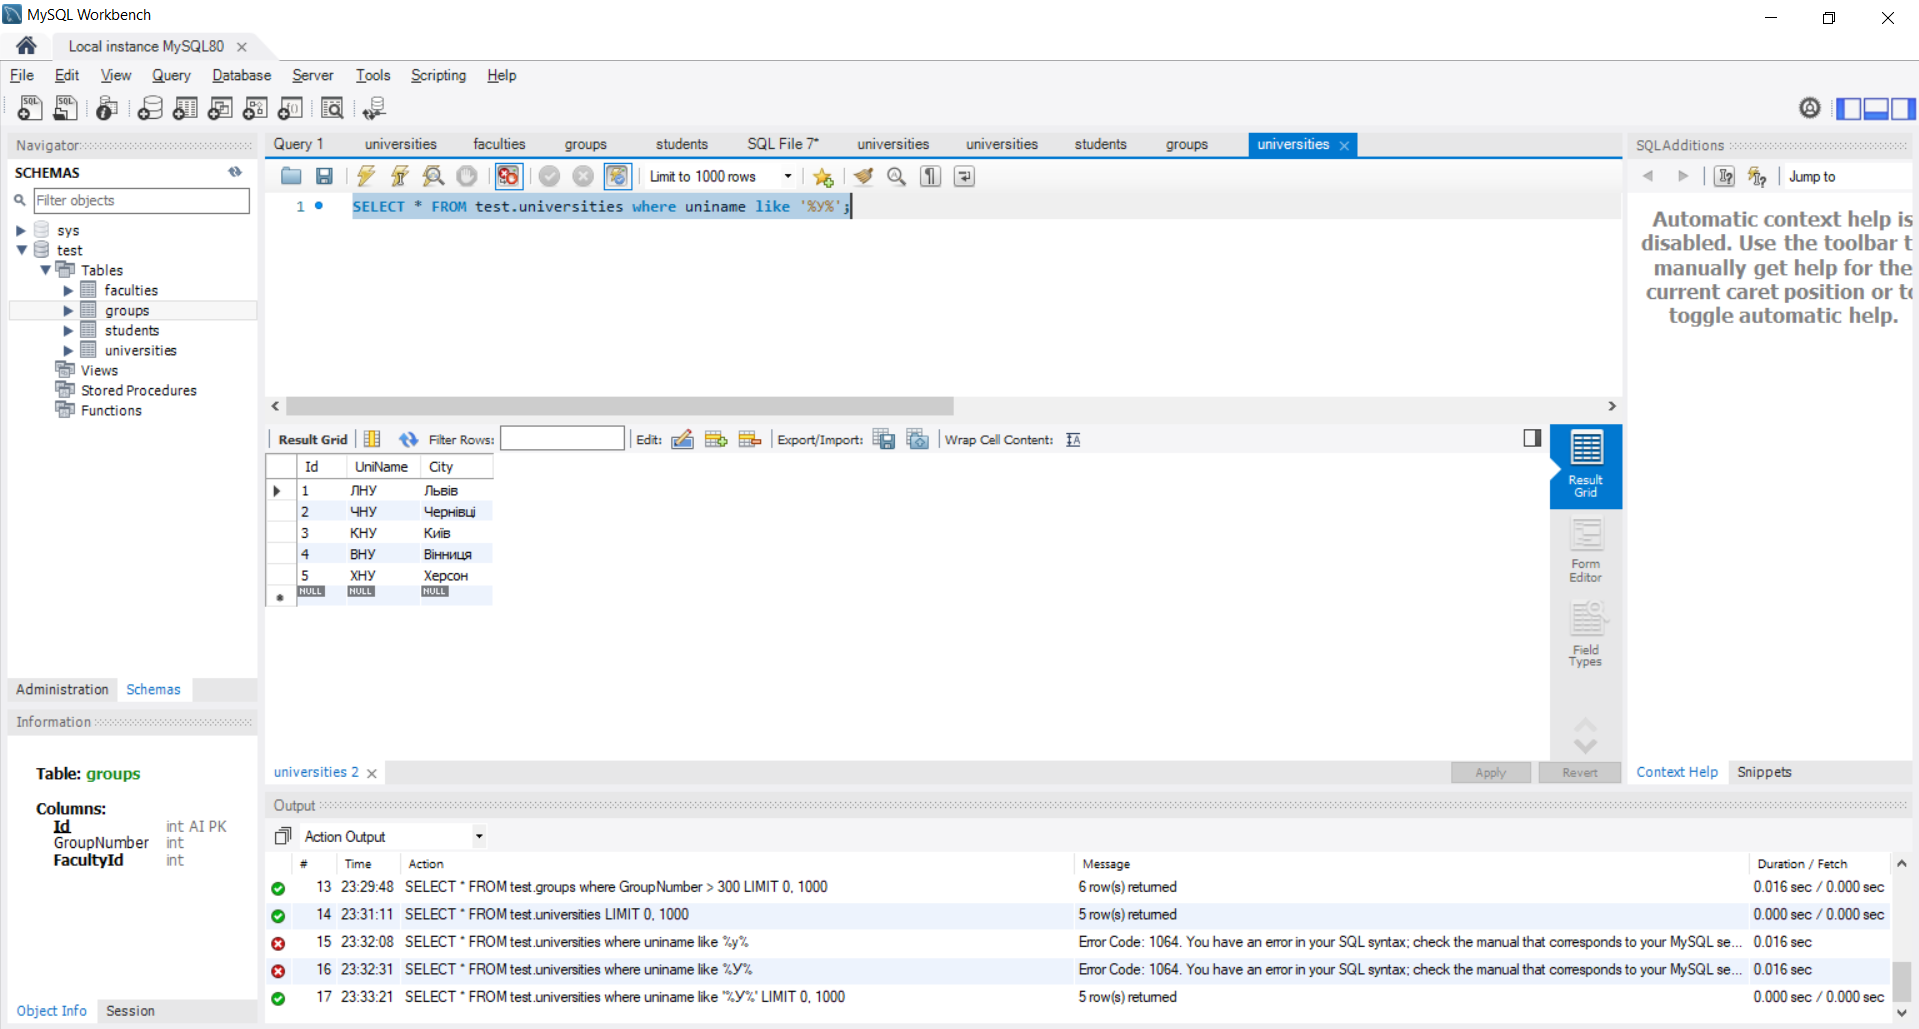 MySQL Workbench
Local instance MySQL80
File Edit View Query Database Server Tools Scripting Help
Navigator
SCHEMAS
Filter objects
sys
test
Tables
faculties
groups
students
universities
Views
Stored Procedures
Functions
Administration Schemas
Information
Table: groups
Columns:
Id int AI PK
GroupNumber int
FacultyId int
Object Info Session
Query 1 universities faculties groups students SQL File 7* universities universities students groups universities
Limit to 1000 rows
1 SELECT * FROM test.universities where uniname like '%У%';
Result Grid Filter Rows: Edit: Export/Import: Wrap Cell Content:
Id UniName City
1 ЛНУ Львів
2 ЧНУ Чернівці
3 КНУ Київ
4 ВНУ Вінниця
5 ХНУ Херсон
NULL NULL NULL
Result Grid
Form Editor
Field Types
universities 2
Apply Revert
SQLAdditions
Jump to
Automatic context help is
disabled. Use the toolbar t
manually get help for the
current caret position or to
toggle automatic help.
Context Help Snippets
Output
Action Output
# Time Action Message Duration / Fetch
13 23:29:48 SELECT * FROM test.groups where GroupNumber > 300 LIMIT 0, 1000 6 row(s) returned 0.016 sec / 0.000 sec
14 23:31:11 SELECT * FROM test.universities LIMIT 0, 1000 5 row(s) returned 0.000 sec / 0.000 sec
15 23:32:08 SELECT * FROM test.universities where uniname like %y% Error Code: 1064. You have an error in your SQL syntax; check the manual that corresponds to your MySQL se... 0.016 sec
16 23:32:31 SELECT * FROM test.universities where uniname like %У% Error Code: 1064. You have an error in your SQL syntax; check the manual that corresponds to your MySQL se... 0.016 sec
17 23:33:21 SELECT * FROM test.universities where uniname like '%У%' LIMIT 0, 1000 5 row(s) returned 0.000 sec / 0.000 sec